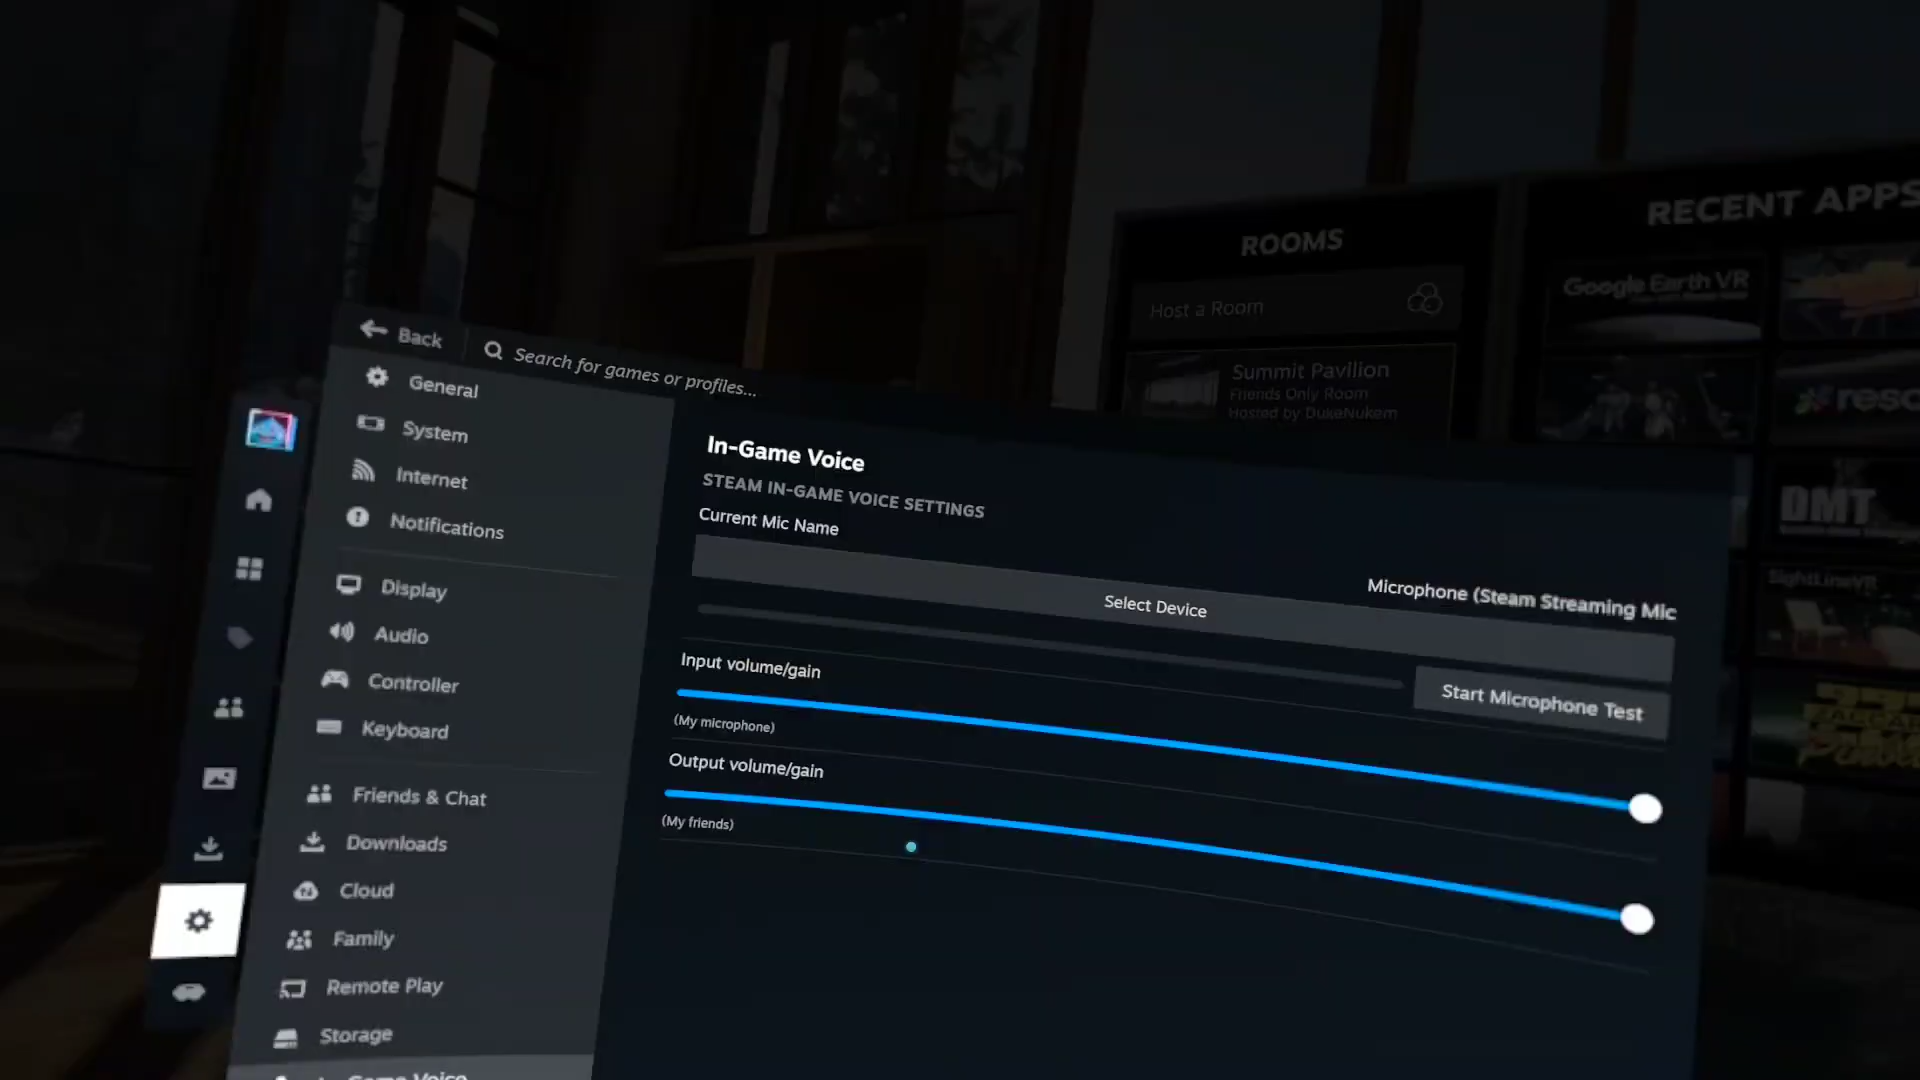 RECENT APPS
ROOMS
Google Earth VR
Host a Room
Back
Search for games or profiles...
Summit Pavilion
Friends Only Room
Hosted by DukeNukem
General
System
Internet
Notifications
Display
Audio
Controller
Keyboard
Friends & Chat
Downloads
Cloud
Family
Remote Play
Storage
Game Voice
In-Game Voice
STEAM IN-GAME VOICE SETTINGS
Current Mic Name
Microphone (Steam Streaming Mic
Select Device
Start Microphone Test
Input volume/gain
(My microphone)
Output volume/gain
(My friends)
DMT
SightLineVR